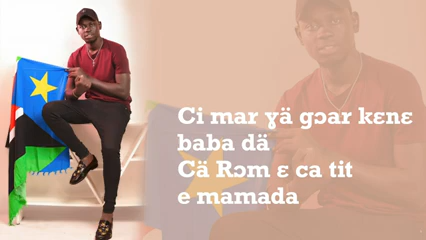 Ci mar ɣä gɔar kɛnɛ
baba dä
Cä Rɔm ɛ ca tit
e mamada